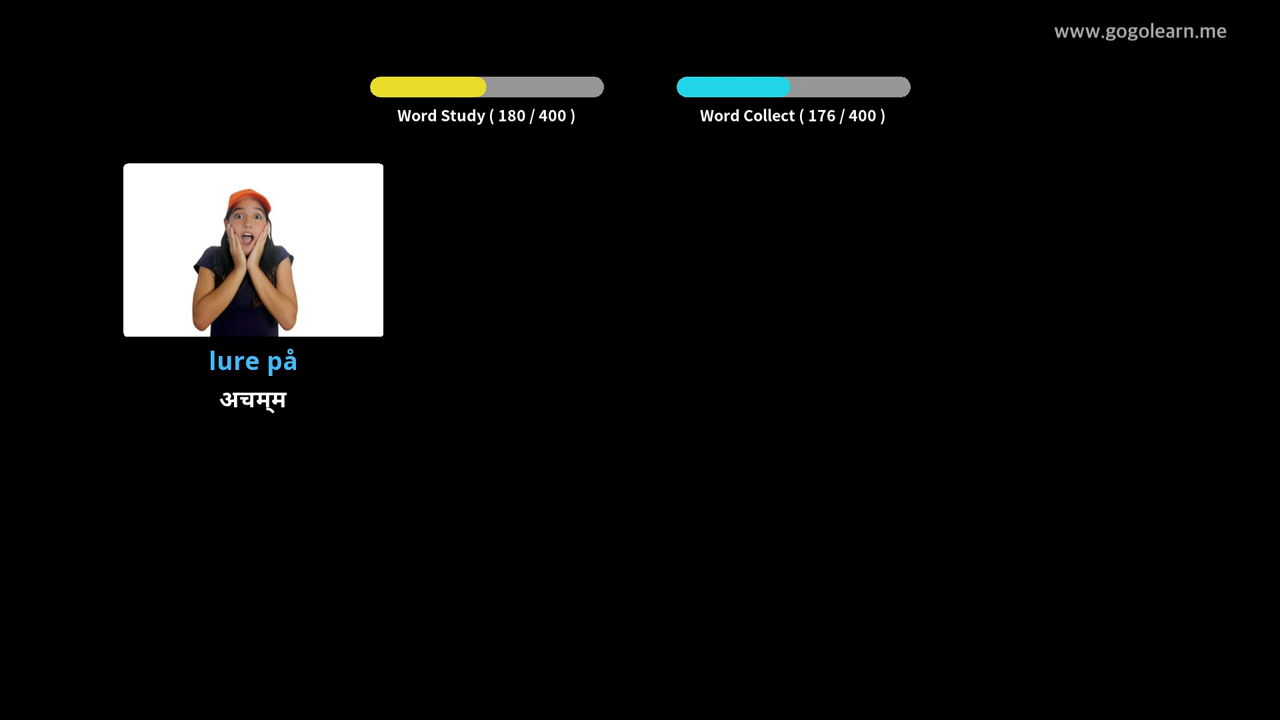 www.gogolearn.me
Word Study ( 180 / 400 )
Word Collect ( 176 / 400 )
lure på
अचम्‌म